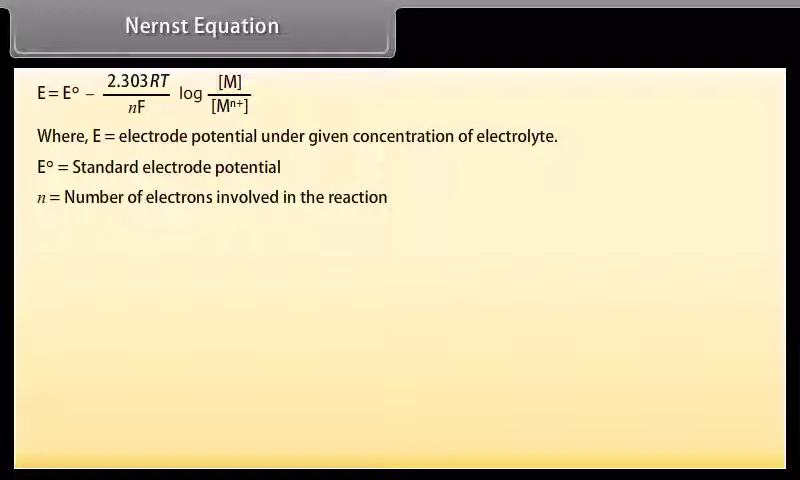 Nernst Equation
E = E° – 2.303RT/nF log [M]/[Mⁿ⁺]
Where, E = electrode potential under given concentration of electrolyte.
E° = Standard electrode potential
n = Number of electrons involved in the reaction